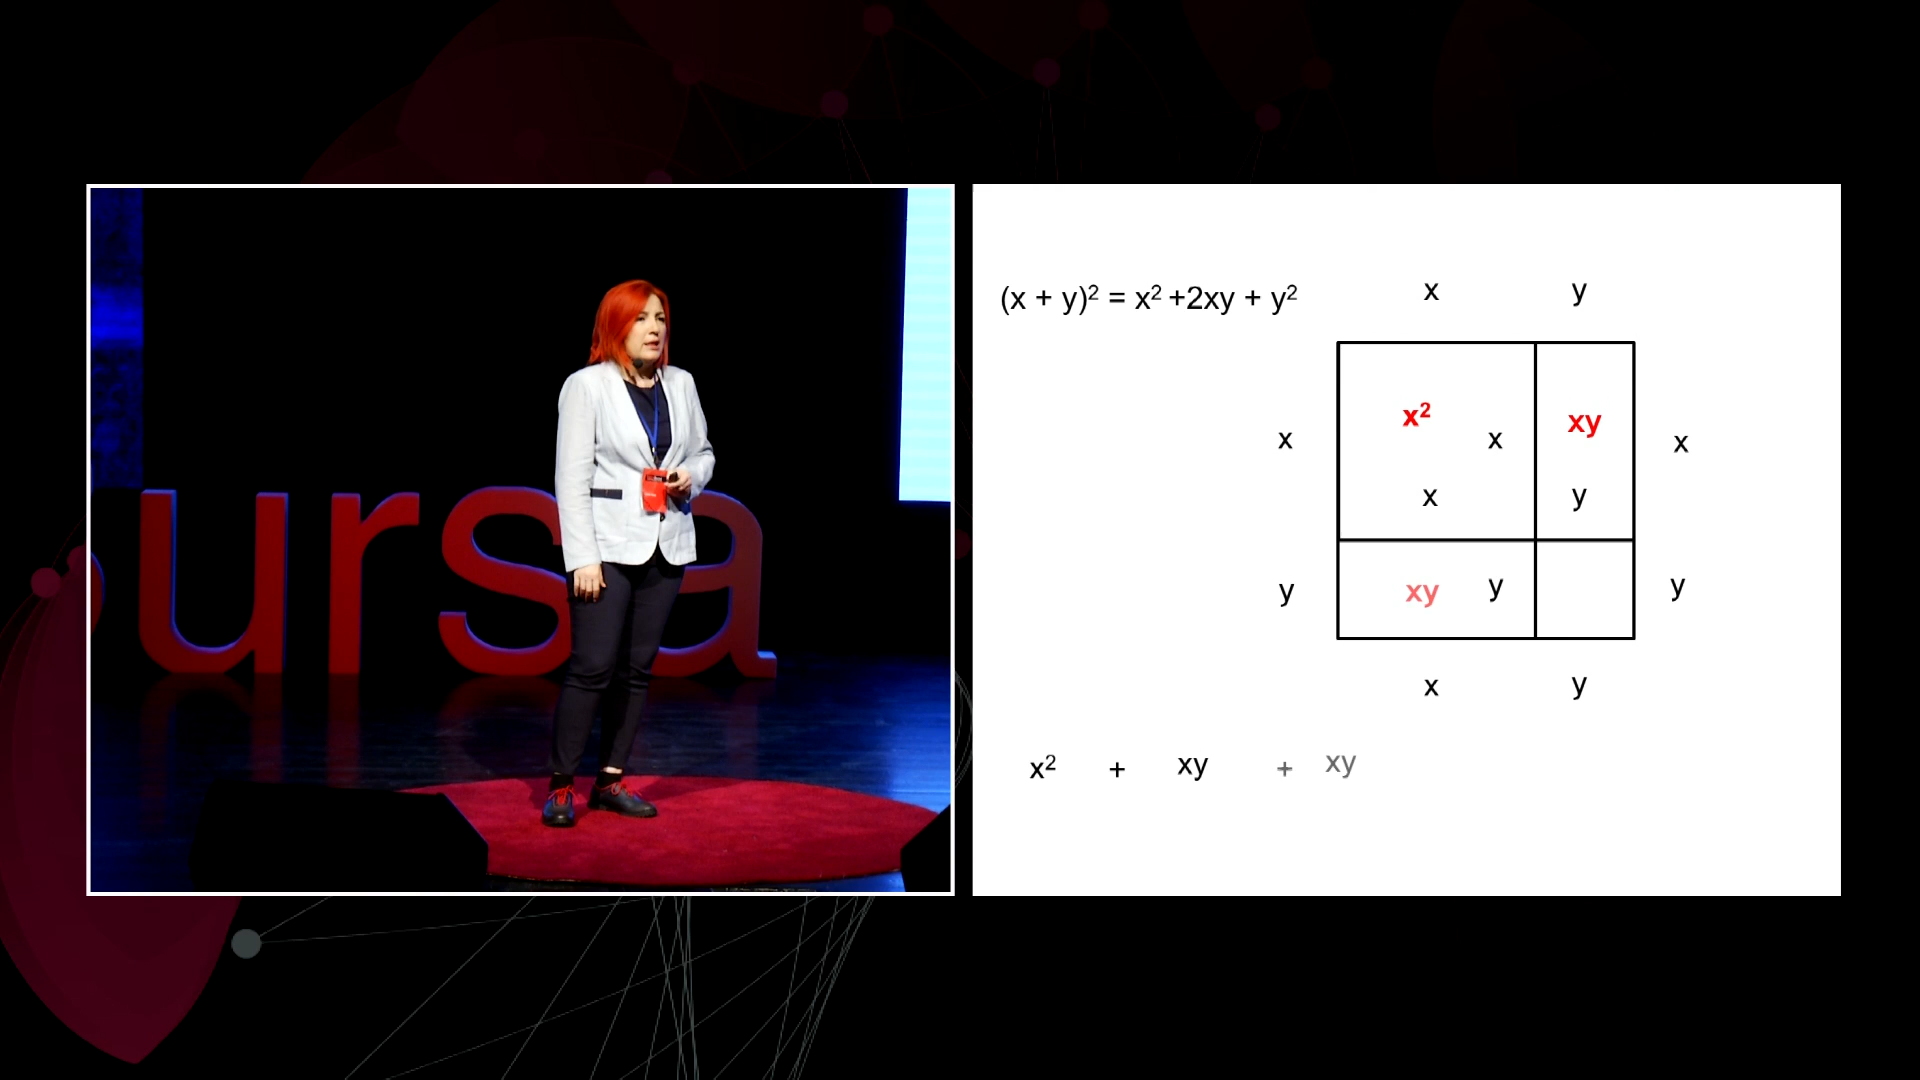 ursa
(x + y)² = x² +2xy + y²
x y
x² xy
x x x
x y
y xy y y
x y
x² + xy + xy